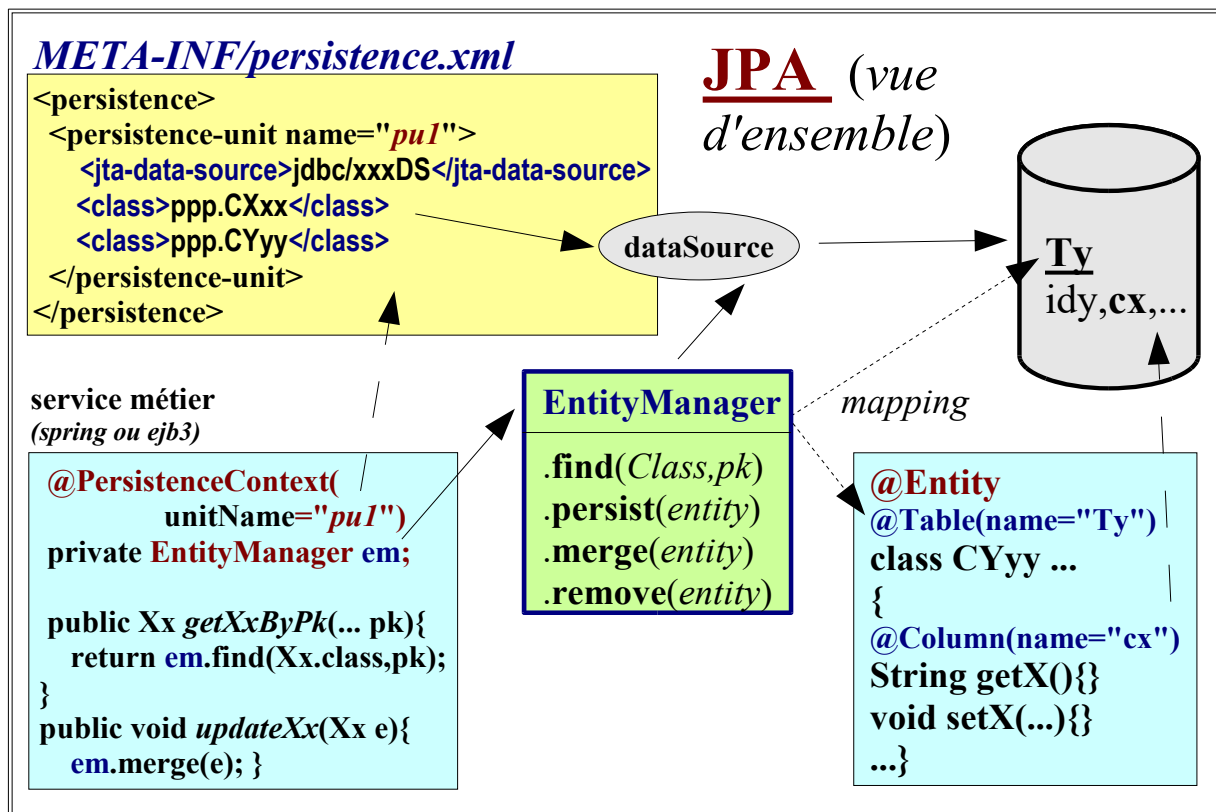 META-INF/persistence.xml
<persistence>
<persistence-unit name="pu1">
<jta-data-source>jdbc/xxxDS</jta-data-source>
<class>ppp.CXxx</class>
<class>ppp.CYyy</class>
</persistence-unit>
</persistence>
JPA (vue
d'ensemble)
dataSource
Ty
idy,cx,...
service métier
(spring ou ejb3)
@PersistenceContext(
unitName="pu1")
private EntityManager em;
public Xx getXxByPk(... pk){
return em.find(Xx.class,pk);
}
public void updateXx(Xx e){
em.merge(e); }
EntityManager
.find(Class,pk)
.persist(entity)
.merge(entity)
.remove(entity)
mapping
@Entity
@Table(name="Ty")
class CYyy ...
{
@Column(name="cx")
String getX(){}
void setX(...){}
...}